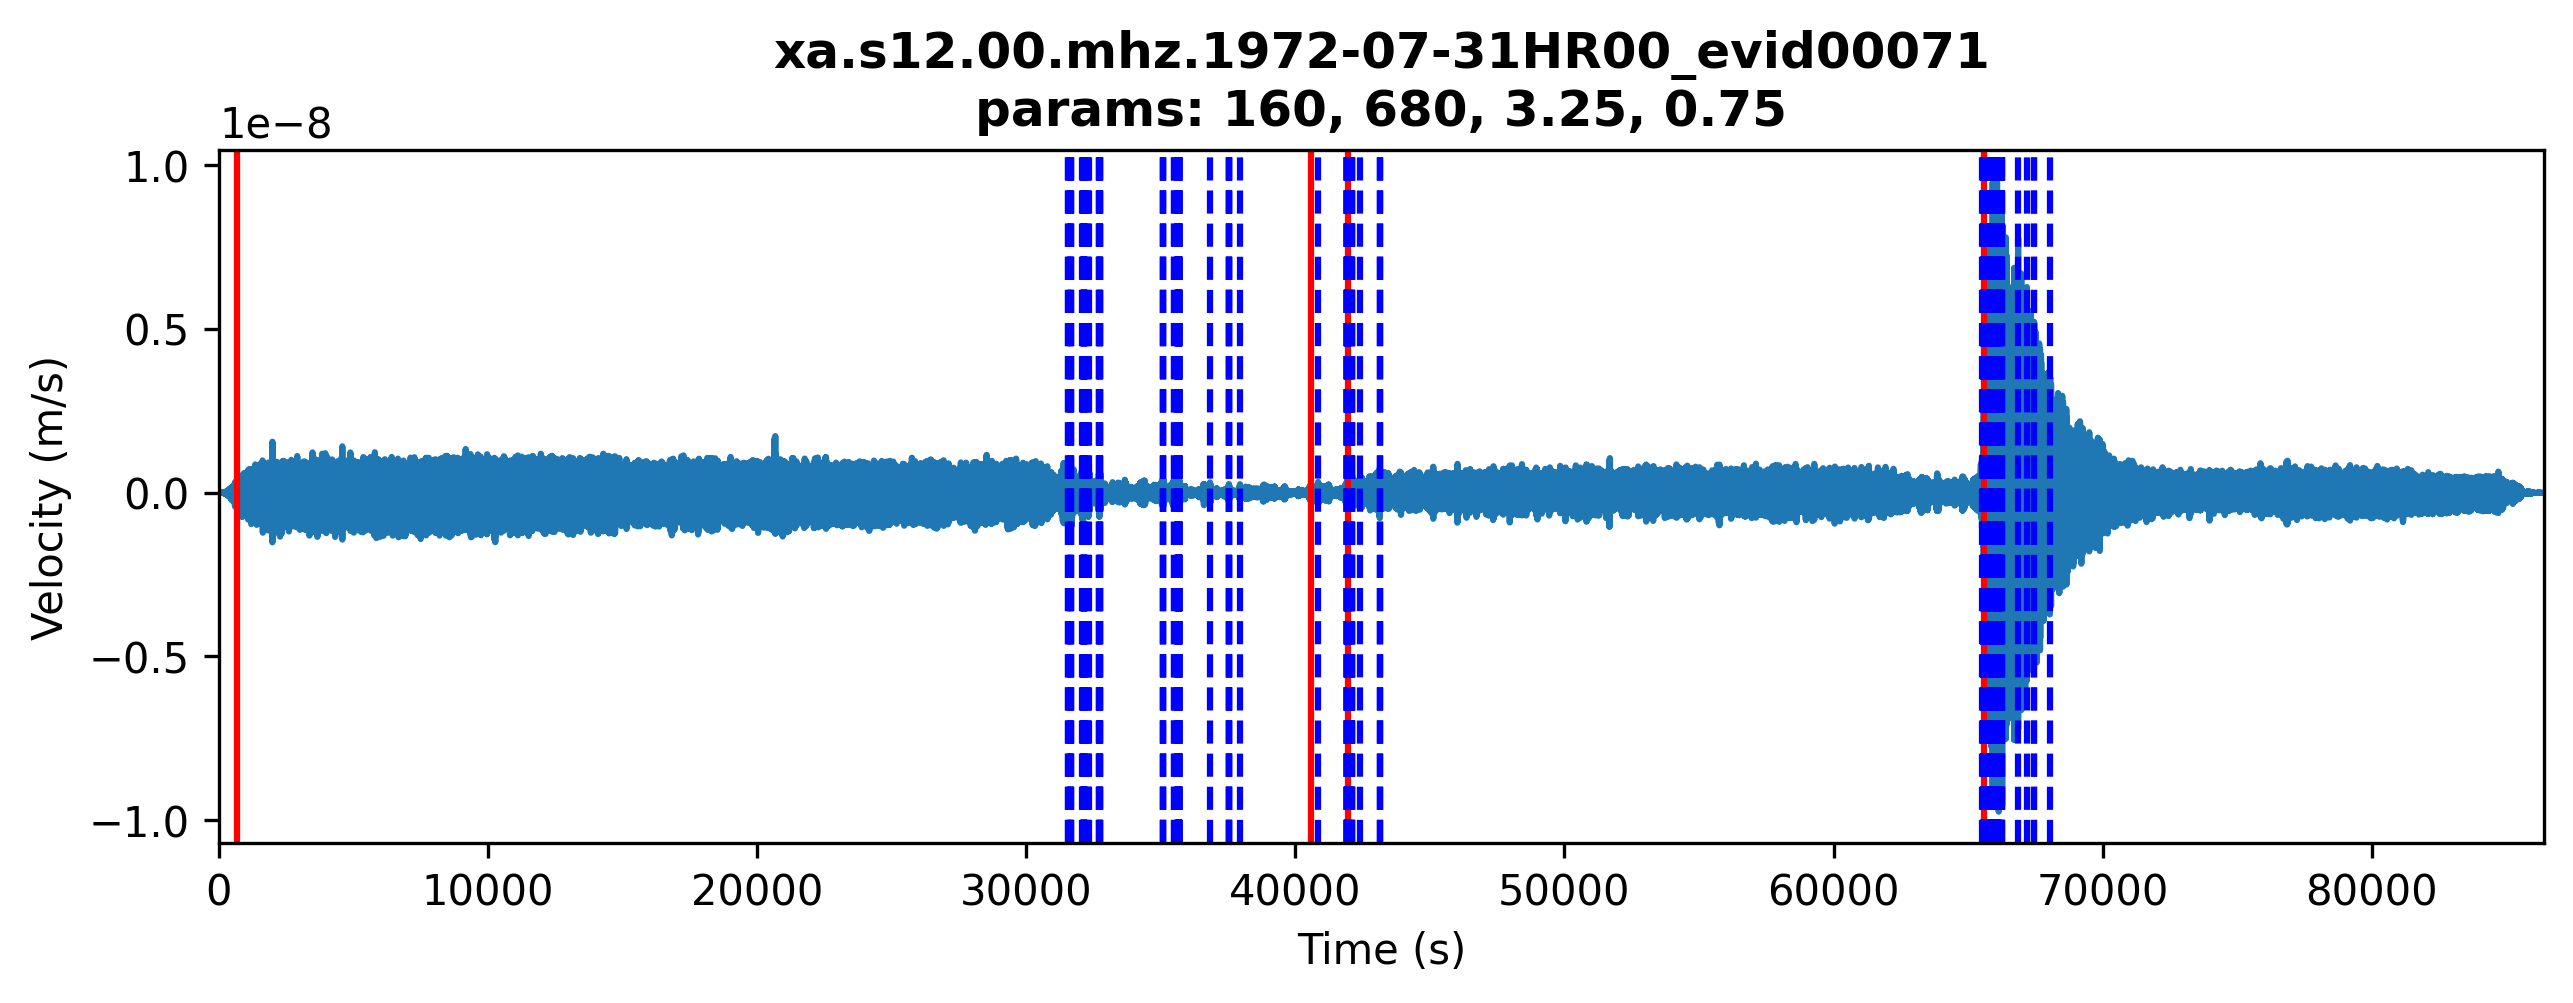 xa.s12.00.mhz.1972-07-31HR00_evid00071
params: 160, 680, 3.25, 0.75
1e−8
1.0
0.5
0.0
−0.5
−1.0
Velocity (m/s)
0 10000 20000 30000 40000 50000 60000 70000 80000
Time (s)